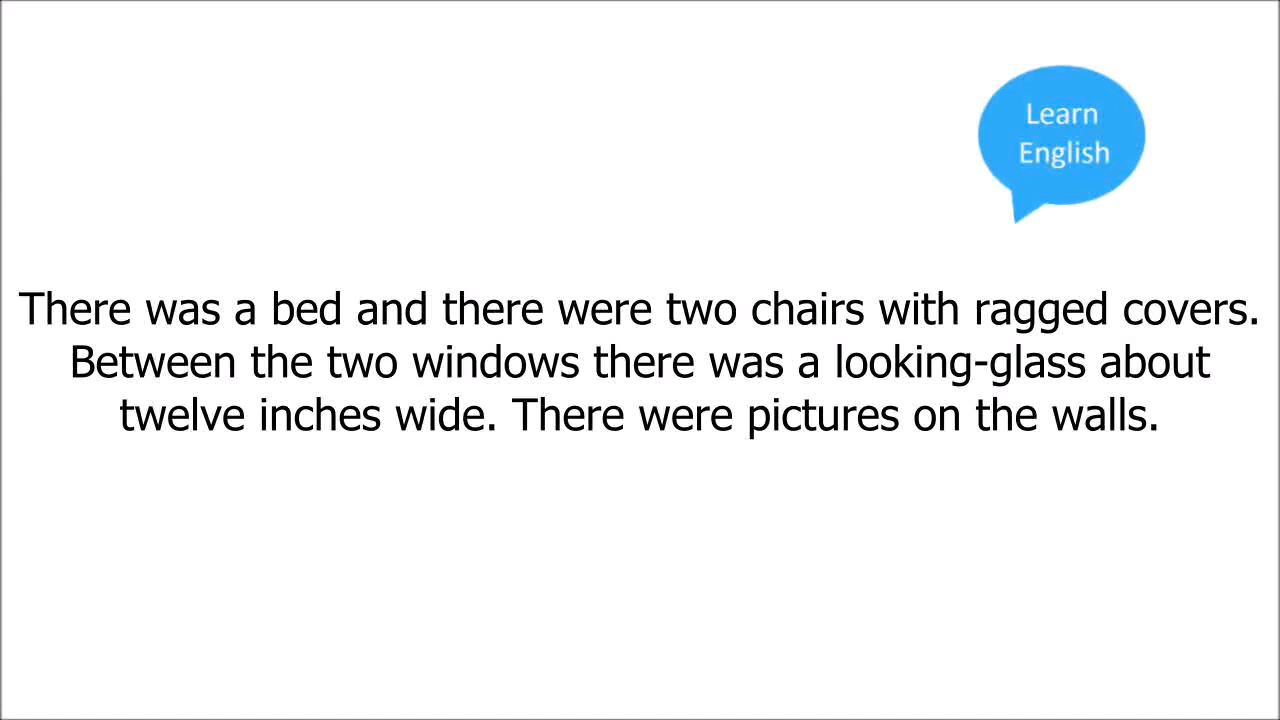 Learn
English
There was a bed and there were two chairs with ragged covers.
Between the two windows there was a looking-glass about
twelve inches wide. There were pictures on the walls.